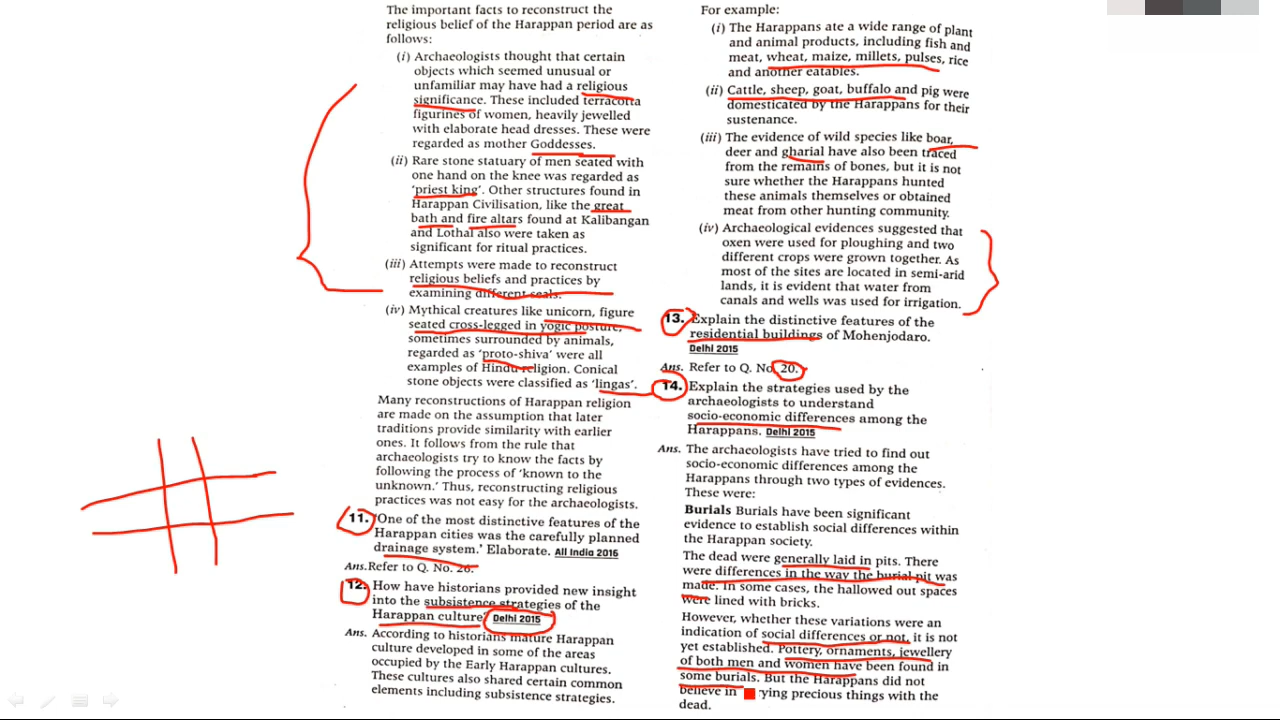 The important facts to reconstruct the
religious belief of the Harappan period are as
follows:
(i) Archaeologists thought that certain
objects which seemed unusual or
unfamiliar may have had a religious
significance. These included terracotta
figurines of women, heavily jewelled
with elaborate head dresses. These were
regarded as mother Goddesses.
(ii) Rare stone statuary of men seated with
one hand on the knee was regarded as
'priest king'. Other structures found in
Harappan Civilisation, like the great
bath and fire altars found at Kalibangan
and Lothal also were taken as
significant for ritual practices.
(iii) Attempts were made to reconstruct
religious beliefs and practices by
examining different seals.
(iv) Mythical creatures like unicorn, figure
seated cross-legged in yogic posture,
sometimes surrounded by animals,
regarded as 'proto-shiva' were all
examples of Hindu religion. Conical
stone objects were classified as 'lingas'.
Many reconstructions of Harappan religion
are made on the assumption that later
traditions provide similarity with earlier
ones. It follows from the rule that
archaeologists try to know the facts by
following the process of 'known to the
unknown.' Thus, reconstructing religious
practices was not easy for the archaeologists.
11. 'One of the most distinctive features of the
Harappan cities was the carefully planned
drainage system.' Elaborate. All India 2016
Ans. Refer to Q. No. 26.
12. How have historians provided new insight
into the subsistence strategies of the
Harappan culture? Delhi 2015
Ans. According to historians mature Harappan
culture developed in some of the areas
occupied by the Early Harappan cultures.
These cultures also shared certain common
elements including subsistence strategies.
For example:
(i) The Harappans ate a wide range of plant
and animal products, including fish and
meat, wheat, maize, millets, pulses, rice
and another eatables.
(ii) Cattle, sheep, goat, buffalo and pig were
domesticated by the Harappans for their
sustenance.
(iii) The evidence of wild species like boar,
deer and gharial have also been traced
from the remains of bones, but it is not
sure whether the Harappans hunted
these animals themselves or obtained
meat from other hunting community.
(iv) Archaeological evidences suggested that
oxen were used for ploughing and two
different crops were grown together. As
most of the sites are located in semi-arid
lands, it is evident that water from
canals and wells was used for irrigation.
13. Explain the distinctive features of the
residential buildings of Mohenjodaro.
Delhi 2015
Ans. Refer to Q. No. 20.
14. Explain the strategies used by the
archaeologists to understand
socio-economic differences among the
Harappans. Delhi 2015
Ans. The archaeologists have tried to find out
socio-economic differences among the
Harappans through two types of evidences.
These were:
Burials Burials have been significant
evidence to establish social differences within
the Harappan society.
The dead were generally laid in pits. There
were differences in the way the burial pit was
made. In some cases, the hallowed out spaces
were lined with bricks.
However, whether these variations were an
indication of social differences or not, it is not
yet established. Pottery, ornaments, jewellery
of both men and women have been found in
some burials. But the Harappans did not
believe in rying precious things with the
dead.